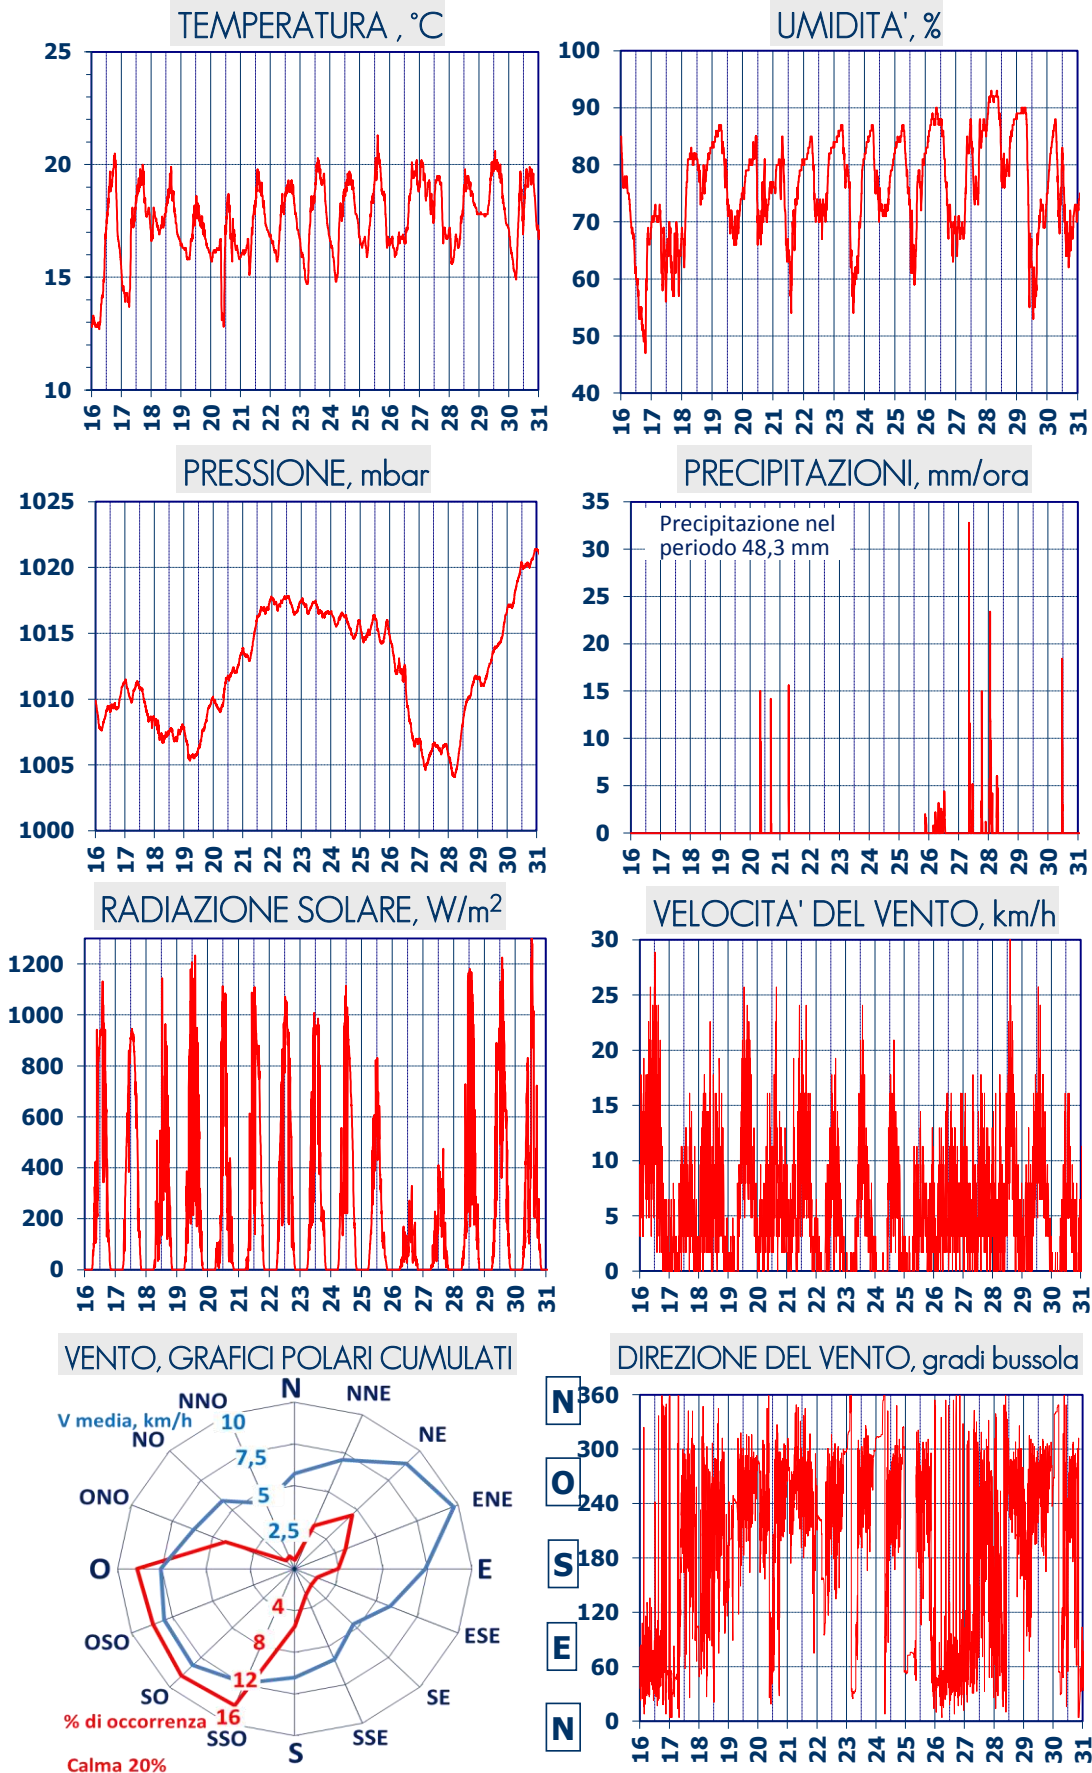 TEMPERATURA , °C
25
20
15
10
16 17 18 19 20 21 22 23 24 25 26 27 28 29 30 31
UMIDITA', %
100
90
80
70
60
50
40
16 17 18 19 20 21 22 23 24 25 26 27 28 29 30 31
PRESSIONE, mbar
1025
1020
1015
1010
1005
1000
16 17 18 19 20 21 22 23 24 25 26 27 28 29 30 31
PRECIPITAZIONI, mm/ora
Precipitazione nel
periodo 48,3 mm
35
30
25
20
15
10
5
0
16 17 18 19 20 21 22 23 24 25 26 27 28 29 30 31
RADIAZIONE SOLARE, W/m²
1200
1000
800
600
400
200
0
16 17 18 19 20 21 22 23 24 25 26 27 28 29 30 31
VELOCITA' DEL VENTO, km/h
30
25
20
15
10
5
0
16 17 18 19 20 21 22 23 24 25 26 27 28 29 30 31
VENTO, GRAFICI POLARI CUMULATI
N
NNE
NE
ENE
E
ESE
SE
SSE
S
SSO
SO
OSO
O
ONO
NO
NNO
V media, km/h
10
7,5
5
2,5
4
8
12
16
% di occorrenza
Calma 20%
DIREZIONE DEL VENTO, gradi bussola
N
O
S
E
N
360
300
240
180
120
60
0
16 17 18 19 20 21 22 23 24 25 26 27 28 29 30 31